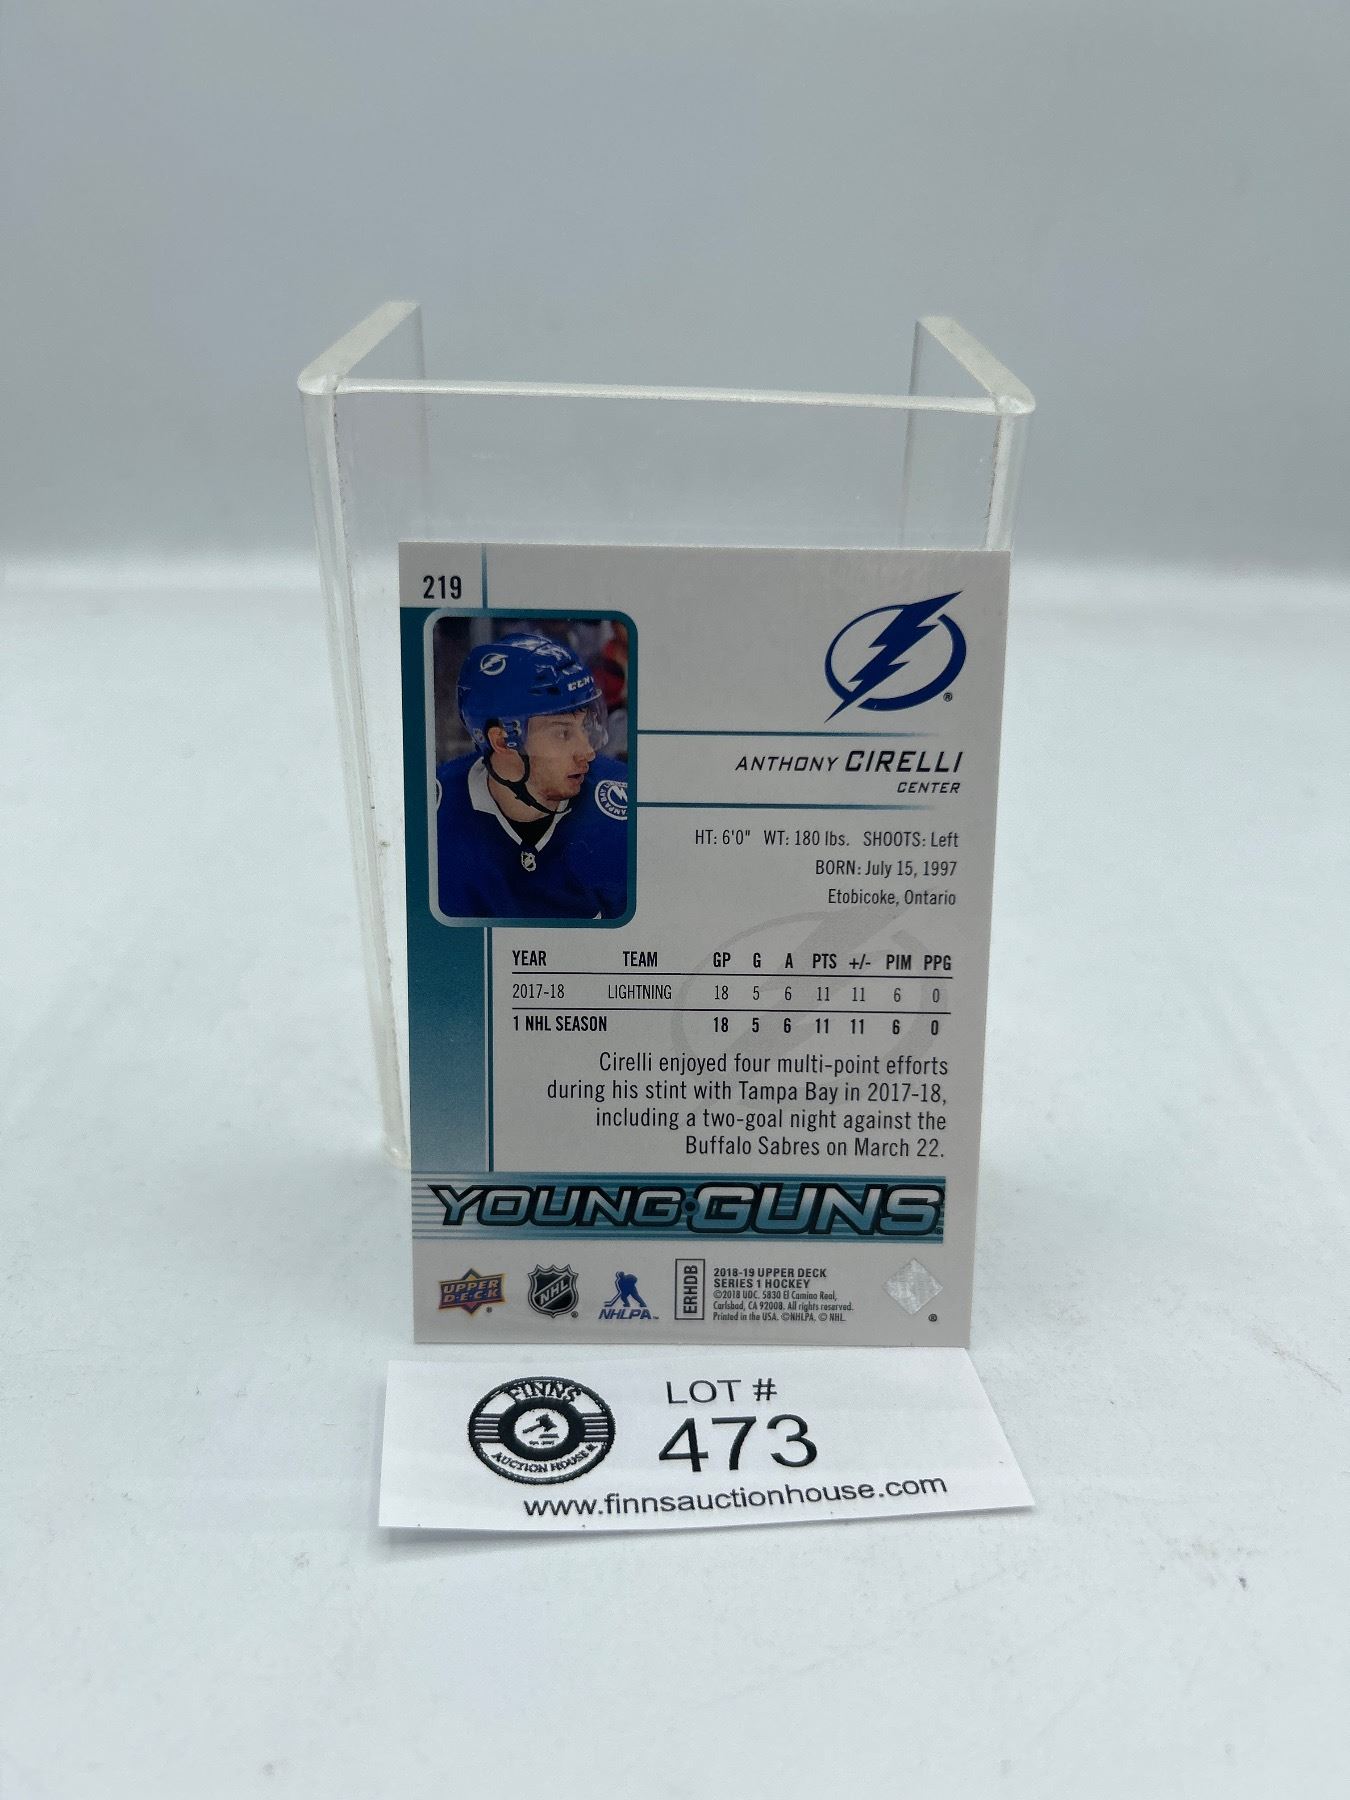 219
ANTHONY CIRELLI
CENTER
HT: 6'0" WT: 180 lbs. SHOOTS: Left
BORN: July 15, 1997
Etobicoke, Ontario
YEAR TEAM GP G A PTS +/- PIM PPG
2017-18 LIGHTNING 18 5 6 11 11 6 0
1 NHL SEASON 18 5 6 11 11 6 0
Cirelli enjoyed four multi-point efforts
during his stint with Tampa Bay in 2017-18,
including a two-goal night against the
Buffalo Sabres on March 22.
YOUNG GUNS
UPPER
D·E·C·K
NHL
NHLPA
ERHDB
2018-19 UPPER DECK
SERIES 1 HOCKEY
©2018 UDC. 5830 El Camino Real,
Carlsbad, CA 92008. All rights reserved.
Printed in the USA. ©NHLPA. © NHL.
FINNS
AUCTION HOUSE
LOT #
473
www.finnsauctionhouse.com